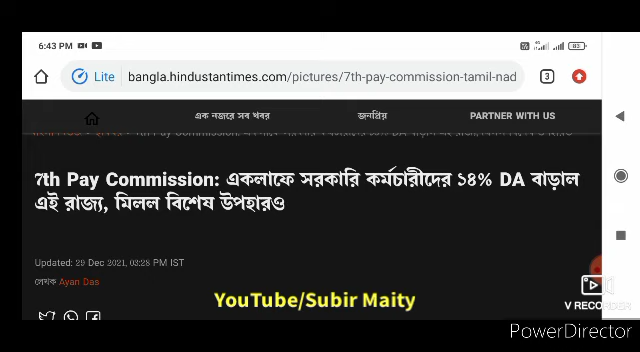 6:43 PM
83
Lite bangla.hindustantimes.com/pictures/7th-pay-commission-tamil-nad 3
এক নজরে সব খবর জনপ্রিয় PARTNER WITH US
7th Pay Commission: একলাফে সরকারি কর্মচারীদের ১৪% DA বাড়াল
এই রাজ্য, মিলল বিশেষ উপহারও
Updated: 29 Dec 2021, 03:28 PM IST
লেখক Ayan Das
YouTube/Subir Maity
V RECORDER
PowerDirector